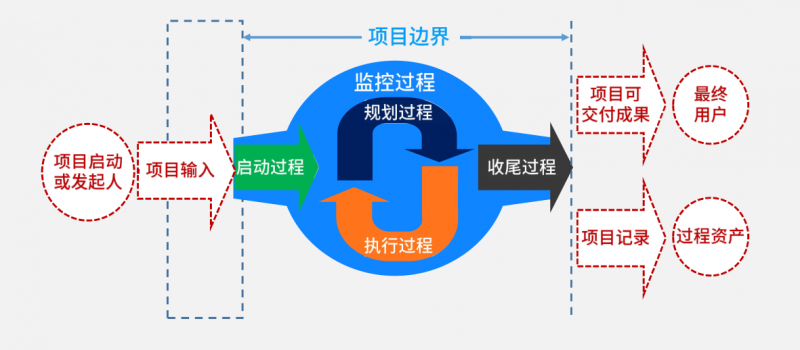 项目边界
监控过程
规划过程
项目启动
或发起人
项目输入
启动过程
收尾过程
执行过程
项目可
交付成果
最终
用户
项目记录
过程资产